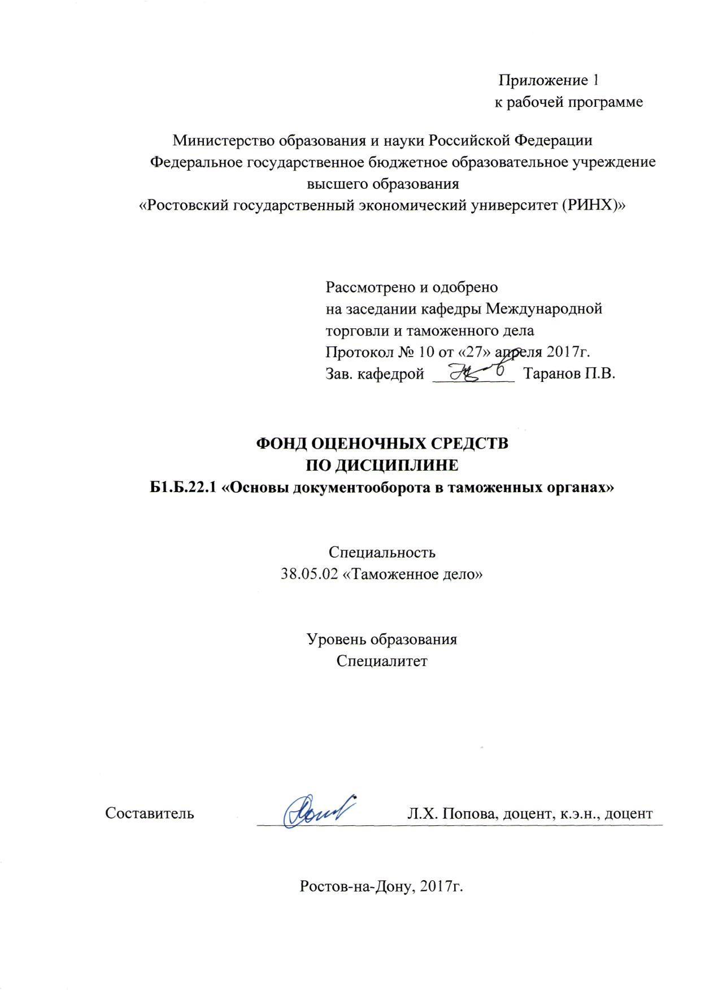 Приложение 1
к рабочей программе
Министерство образования и науки Российской Федерации
Федеральное государственное бюджетное образовательное учреждение
высшего образования
«Ростовский государственный экономический университет (РИНХ)»
Рассмотрено и одобрено
на заседании кафедры Международной
торговли и таможенного дела
Протокол № 10 от «27» апреля 2017г.
Зав. кафедрой Таранов П.В.
ФОНД ОЦЕНОЧНЫХ СРЕДСТВ
ПО ДИСЦИПЛИНЕ
Б1.Б.22.1 «Основы документооборота в таможенных органах»
Специальность
38.05.02 «Таможенное дело»
Уровень образования
Специалитет
Составитель Л.Х. Попова, доцент, к.э.н., доцент
Ростов-на-Дону, 2017г.